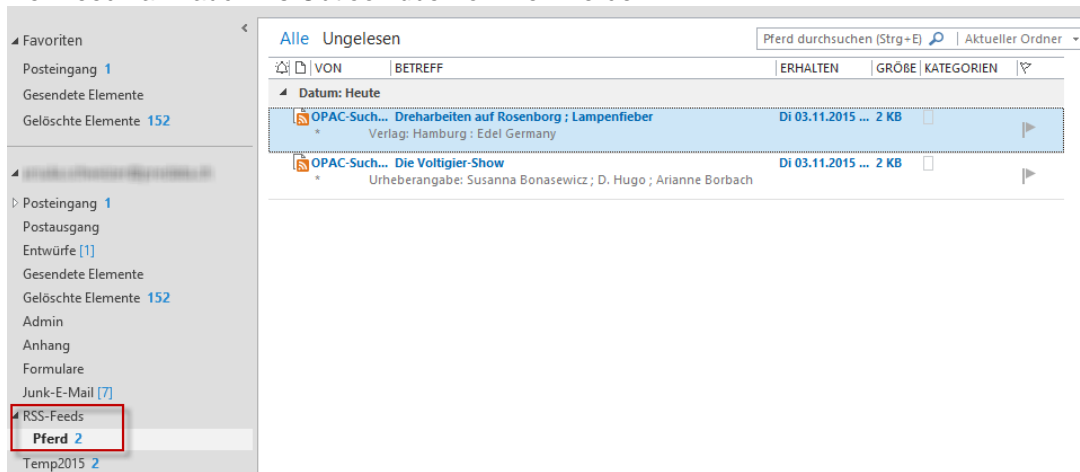 Favoriten
Posteingang 1
Gesendete Elemente
Gelöschte Elemente 152
Posteingang 1
Postausgang
Entwürfe [1]
Gesendete Elemente
Gelöschte Elemente 152
Admin
Anhang
Formulare
Junk-E-Mail [7]
RSS-Feeds
Pferd 2
Temp2015 2
Alle Ungelesen
Pferd durchsuchen (Strg+E) Aktueller Ordner
VON BETREFF ERHALTEN GRÖßE KATEGORIEN
Datum: Heute
OPAC-Such... Dreharbeiten auf Rosenborg ; Lampenfieber Di 03.11.2015 ... 2 KB
* Verlag: Hamburg : Edel Germany
OPAC-Such... Die Voltigier-Show Di 03.11.2015 ... 2 KB
* Urheberangabe: Susanna Bonasewicz ; D. Hugo ; Arianne Borbach